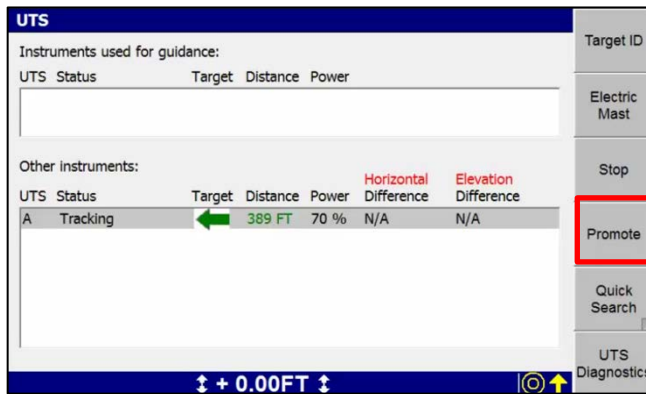 UTS
Instruments used for guidance:
UTS Status Target Distance Power
Other instruments:
Horizontal Elevation
UTS Status Target Distance Power Difference Difference
A Tracking 389 FT 70 % N/A N/A
+ 0.00FT
Target ID
Electric
Mast
Stop
Promote
Quick
Search
UTS
Diagnostics